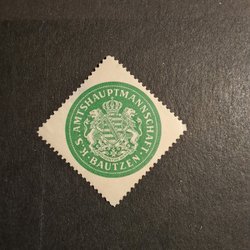 K.S. AMTSHAUPTMANNSCHAFT
· BAUTZEN ·